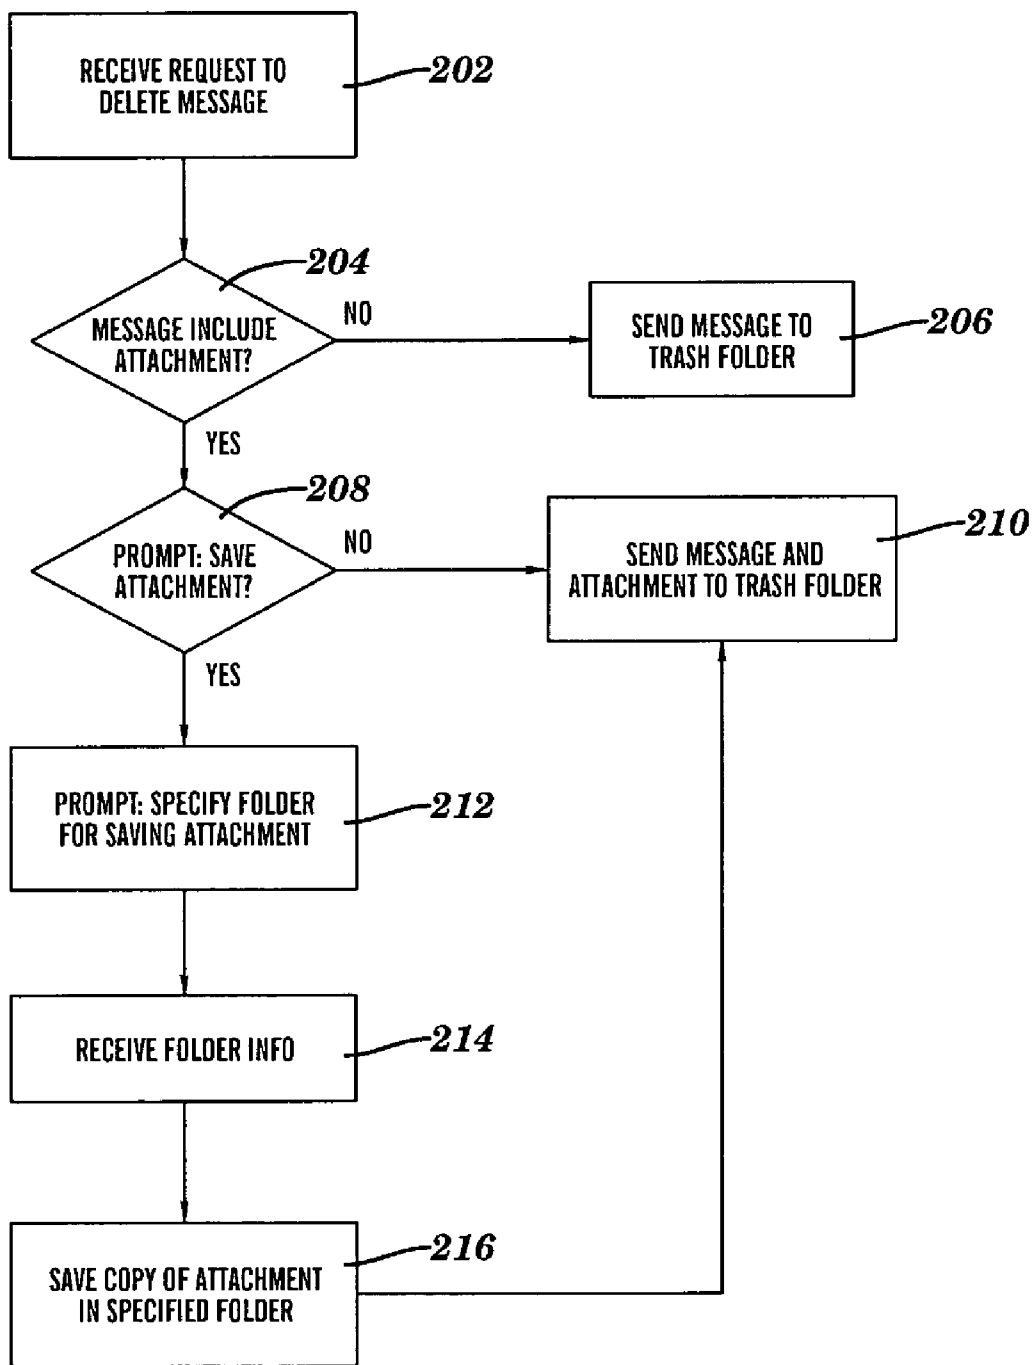 RECEIVE REQUEST TO
DELETE MESSAGE
202
204
MESSAGE INCLUDE
ATTACHMENT?
NO
SEND MESSAGE TO
TRASH FOLDER
206
YES
208
PROMPT: SAVE
ATTACHMENT?
NO
SEND MESSAGE AND
ATTACHMENT TO TRASH FOLDER
210
YES
PROMPT: SPECIFY FOLDER
FOR SAVING ATTACHMENT
212
RECEIVE FOLDER INFO
214
SAVE COPY OF ATTACHMENT
IN SPECIFIED FOLDER
216